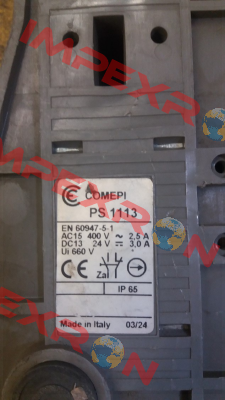 IMPEXRON
COMEPI
PS 1113
EN 60947-5-1
AC15 400 V ~ 2,5 A
DC13 24 V ⎓ 3,0 A
Ui 660 V
CE
Za
IP 65
Made in Italy 03/24
IMPEXRON